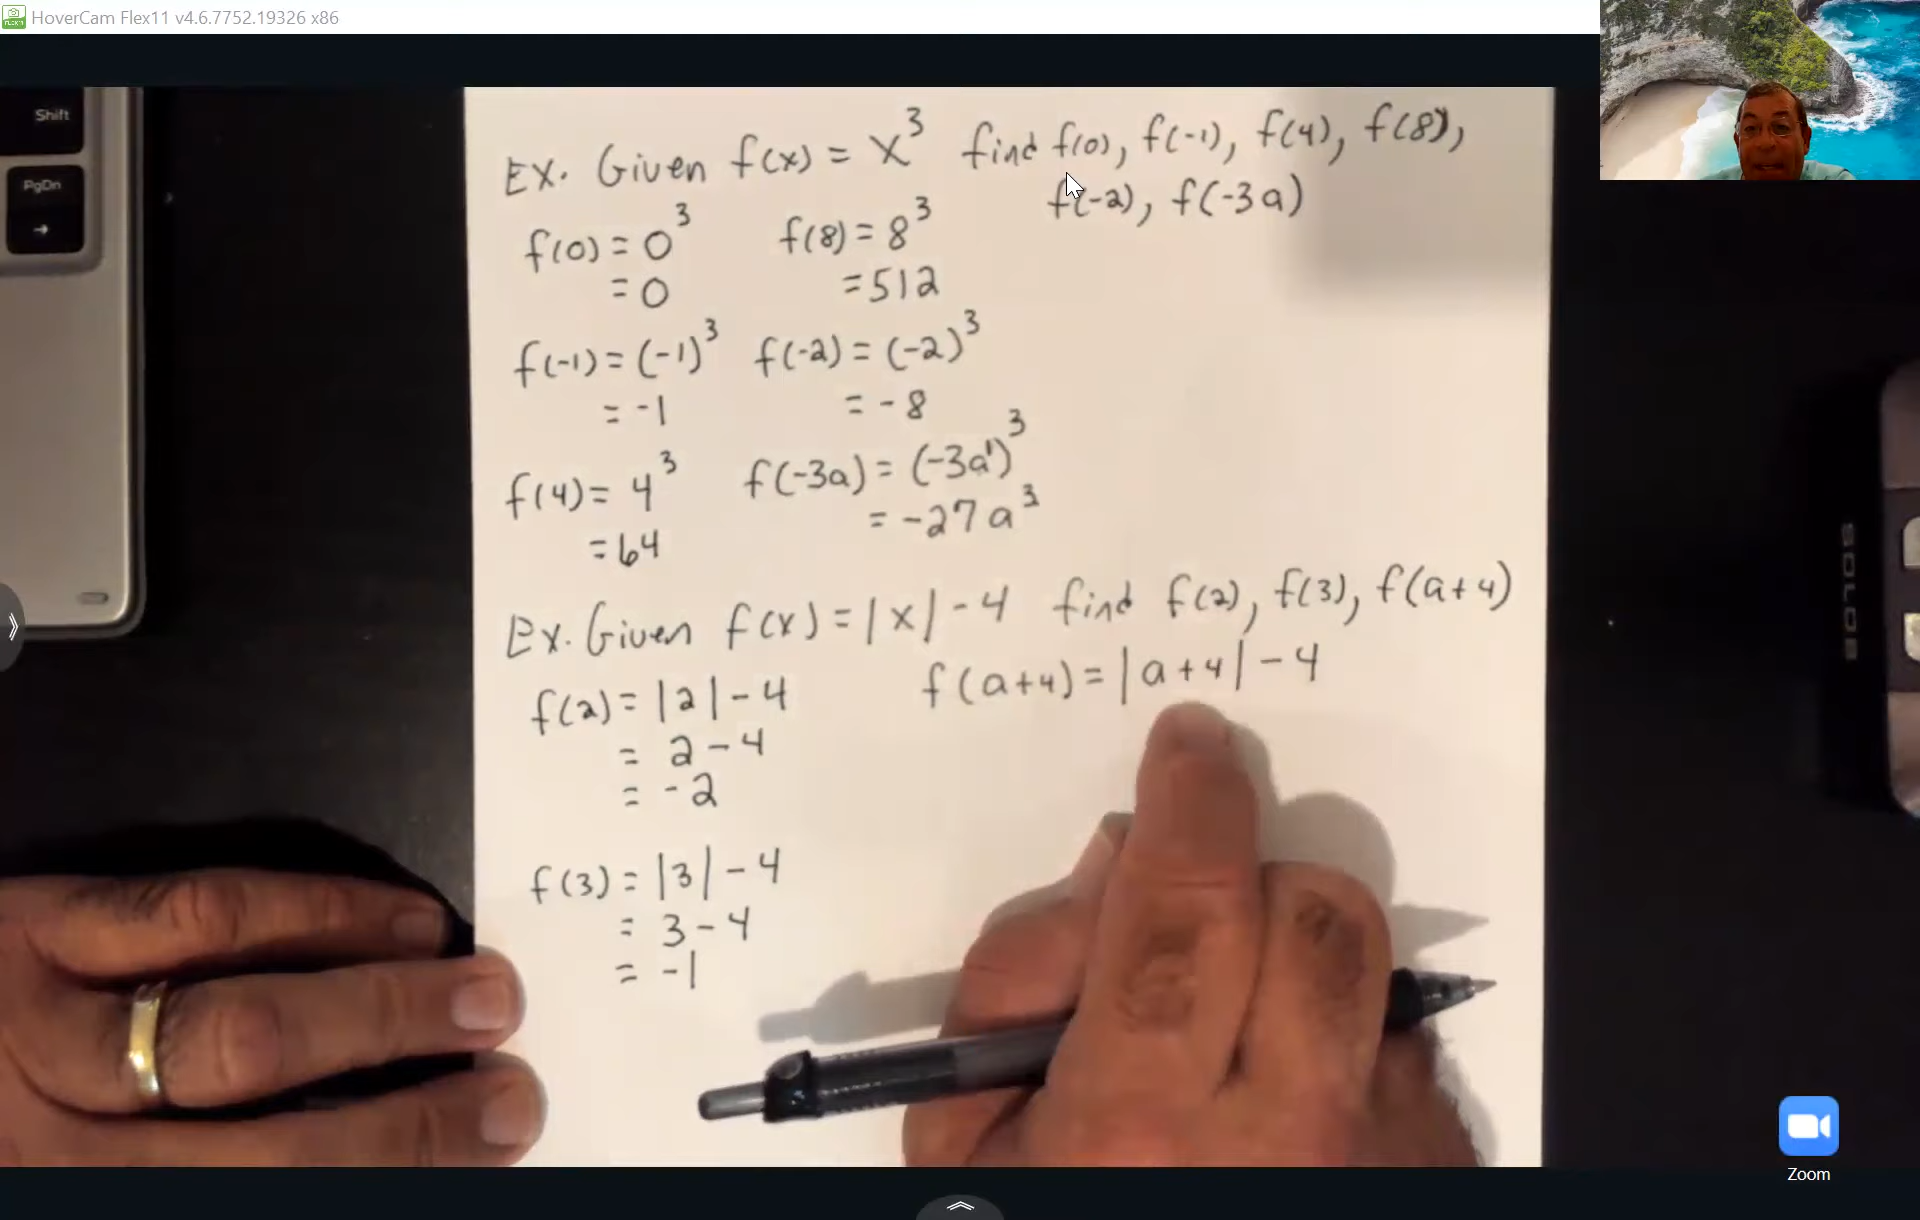 HoverCam Flex11 v4.6.7752.19326 x86
Shift
PgDn
→
Ex. Given f(x) = x³ find f(0), f(-1), f(4), f(8),
f(-2), f(-3a)
f(0) = 0³
= 0
f(8) = 8³
= 512
f(-1) = (-1)³
= -1
f(-2) = (-2)³
= -8
f(4) = 4³
= 64
f(-3a) = (-3a¹)³
= -27a³
Ex. Given f(x) = |x| - 4 find f(2), f(3), f(a+4)
f(2) = |2| - 4
= 2 - 4
= -2
f(a+4) = |a+4| - 4
f(3) = |3| - 4
= 3 - 4
= -1
Zoom